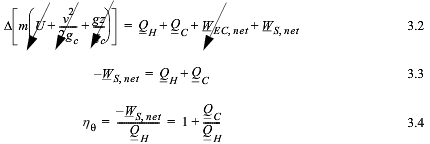 Δ[m(U + v²/2g_c + gz/g_c)] = Q_H + Q_C + W_EC, net + W_S, net 3.2
−W_S, net = Q_H + Q_C 3.3
η_θ = −W_S, net/Q_H = 1 + Q_C/Q_H 3.4